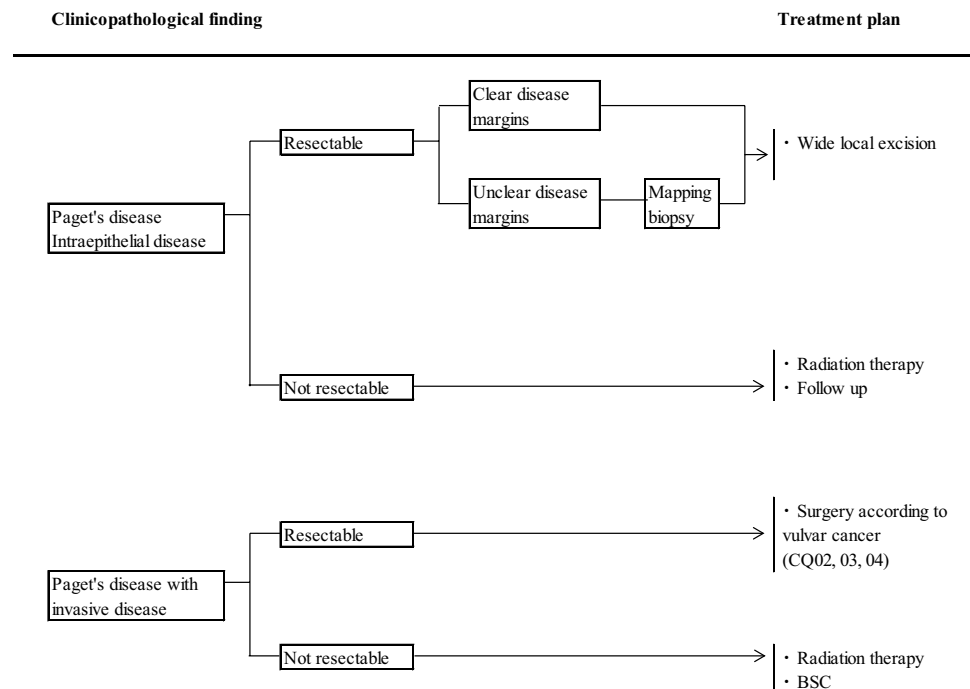 Clinicopathological finding
Treatment plan
Clear disease
margins
Resectable
・Wide local excision
Unclear disease
margins
Mapping
biopsy
Paget's disease
Intraepithelial disease
・Radiation therapy
Not resectable
・Follow up
・Surgery according to
Resectable
vulvar cancer
(CQ02, 03, 04)
Paget's disease with
invasive disease
Not resectable
・Radiation therapy
・BSC